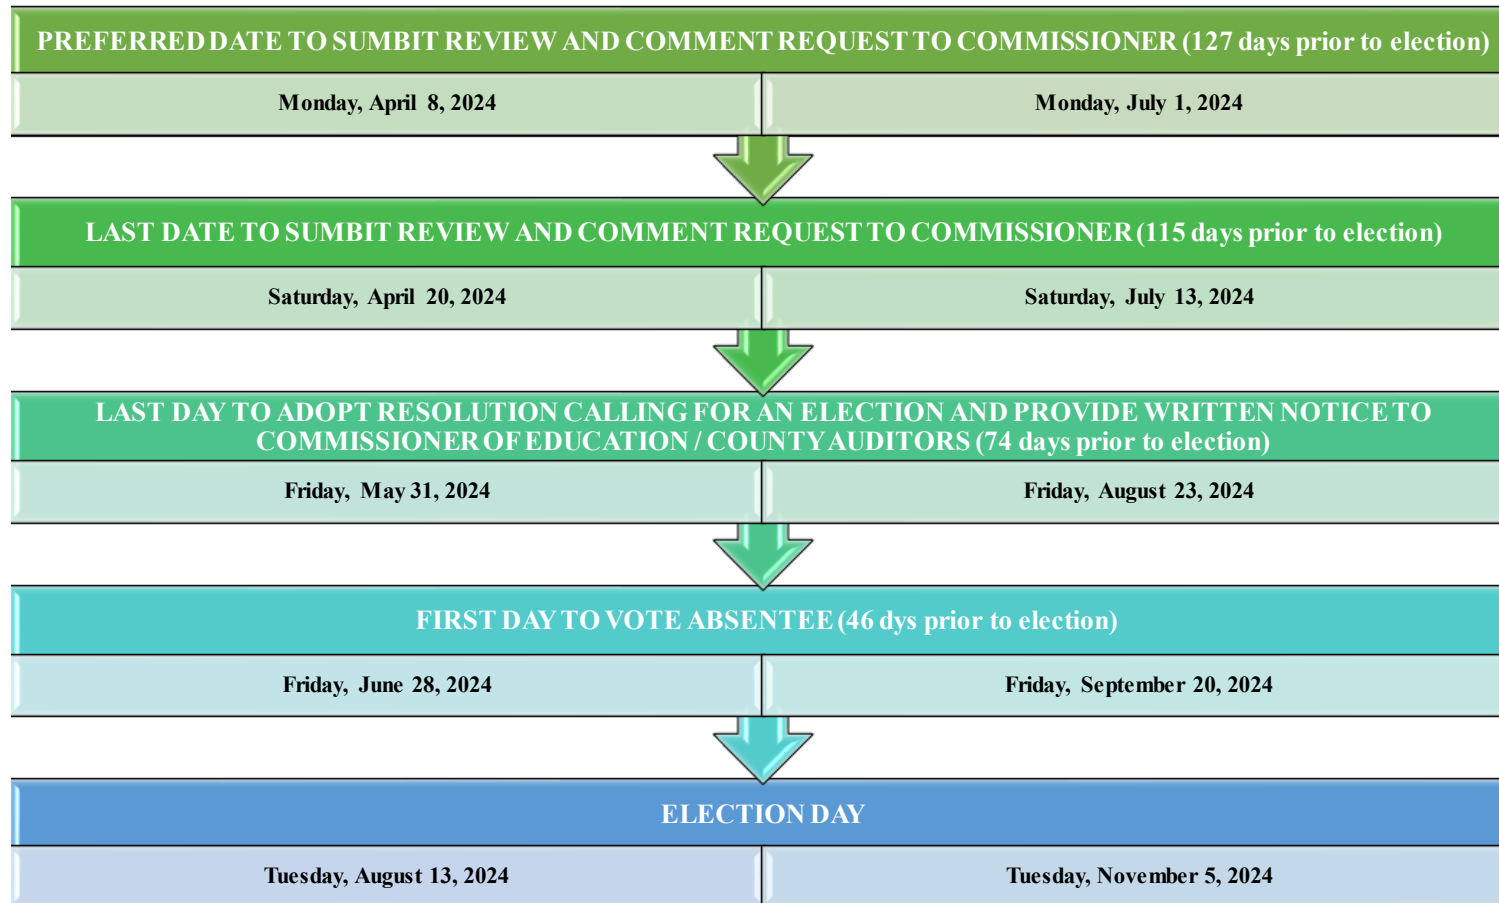 PREFERRED DATE TO SUMBIT REVIEW AND COMMENT REQUEST TO COMMISSIONER (127 days prior to election)
Monday, April 8, 2024
Monday, July 1, 2024
LAST DATE TO SUMBIT REVIEW AND COMMENT REQUEST TO COMMISSIONER (115 days prior to election)
Saturday, April 20, 2024
Saturday, July 13, 2024
LAST DAY TO ADOPT RESOLUTION CALLING FOR AN ELECTION AND PROVIDE WRITTEN NOTICE TO
COMMISSIONER OF EDUCATION / COUNTY AUDITORS (74 days prior to election)
Friday, May 31, 2024
Friday, August 23, 2024
FIRST DAY TO VOTE ABSENTEE (46 dys prior to election)
Friday, June 28, 2024
Friday, September 20, 2024
ELECTION DAY
Tuesday, August 13, 2024
Tuesday, November 5, 2024